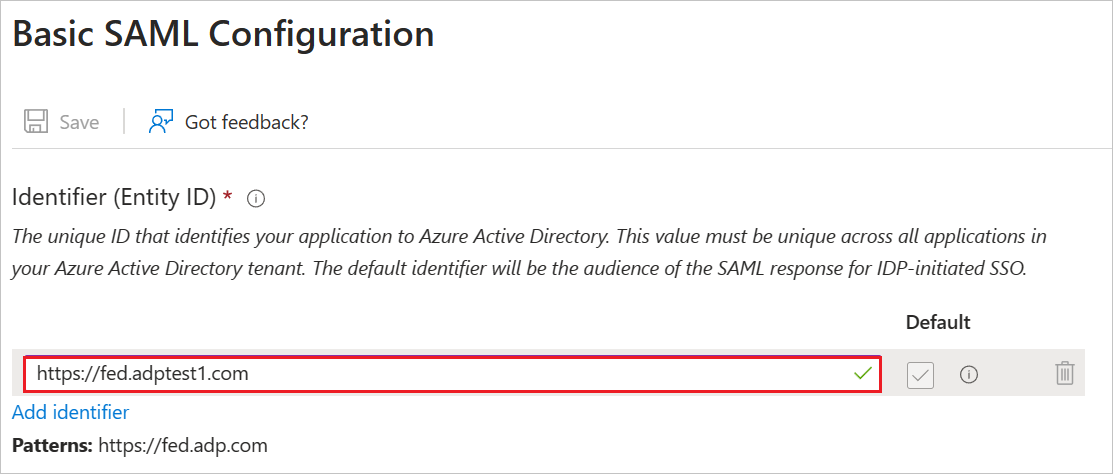 Basic SAML Configuration
Save
Got feedback?
Identifier (Entity ID) *
The unique ID that identifies your application to Azure Active Directory. This value must be unique across all applications in
your Azure Active Directory tenant. The default identifier will be the audience of the SAML response for IDP-initiated SSO.
Default
https://fed.adptest1.com
Add identifier
Patterns: https://fed.adp.com